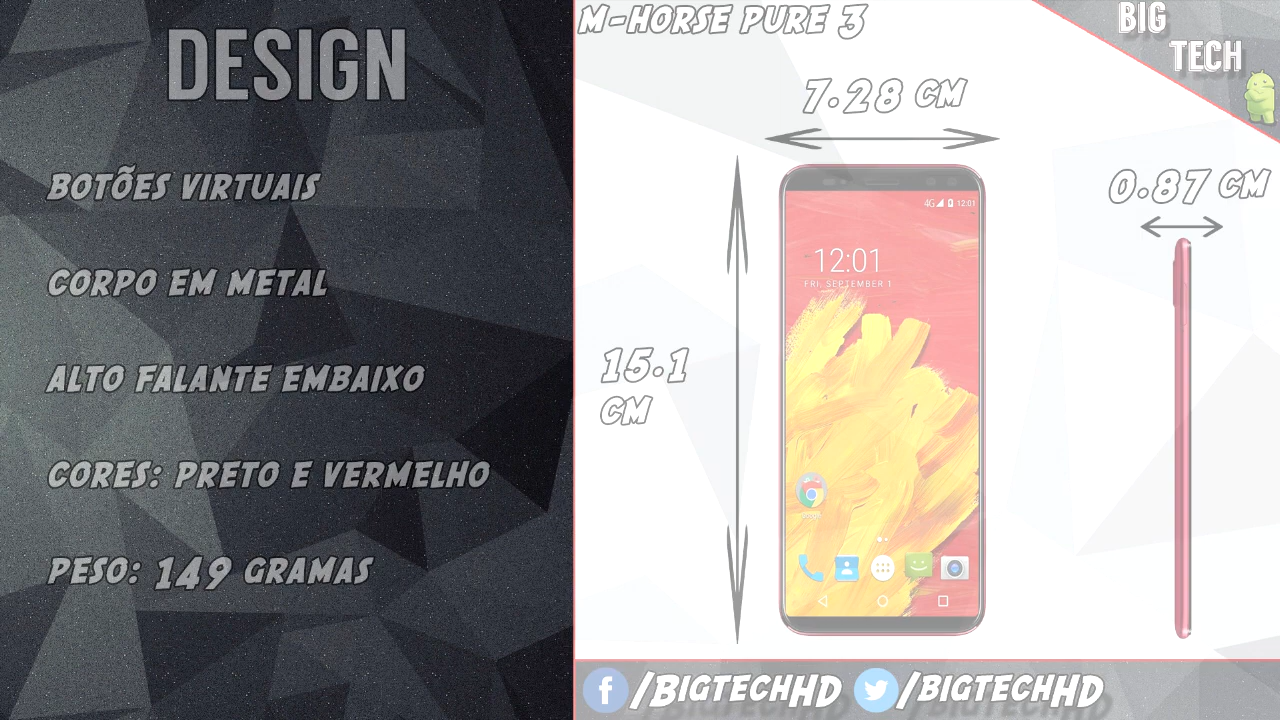 DESIGN
BOTÕES VIRTUAIS
CORPO EM METAL
ALTO FALANTE EMBAIXO
CORES: PRETO E VERMELHO
PESO: 149 GRAMAS
M-HORSE PURE 3
BIG
TECH
7.28 CM
0.87 CM
15.1
CM
4G 12:01
12:01
FRI, SEPTEMBER 1
/BIGTECHHD /BIGTECHHD